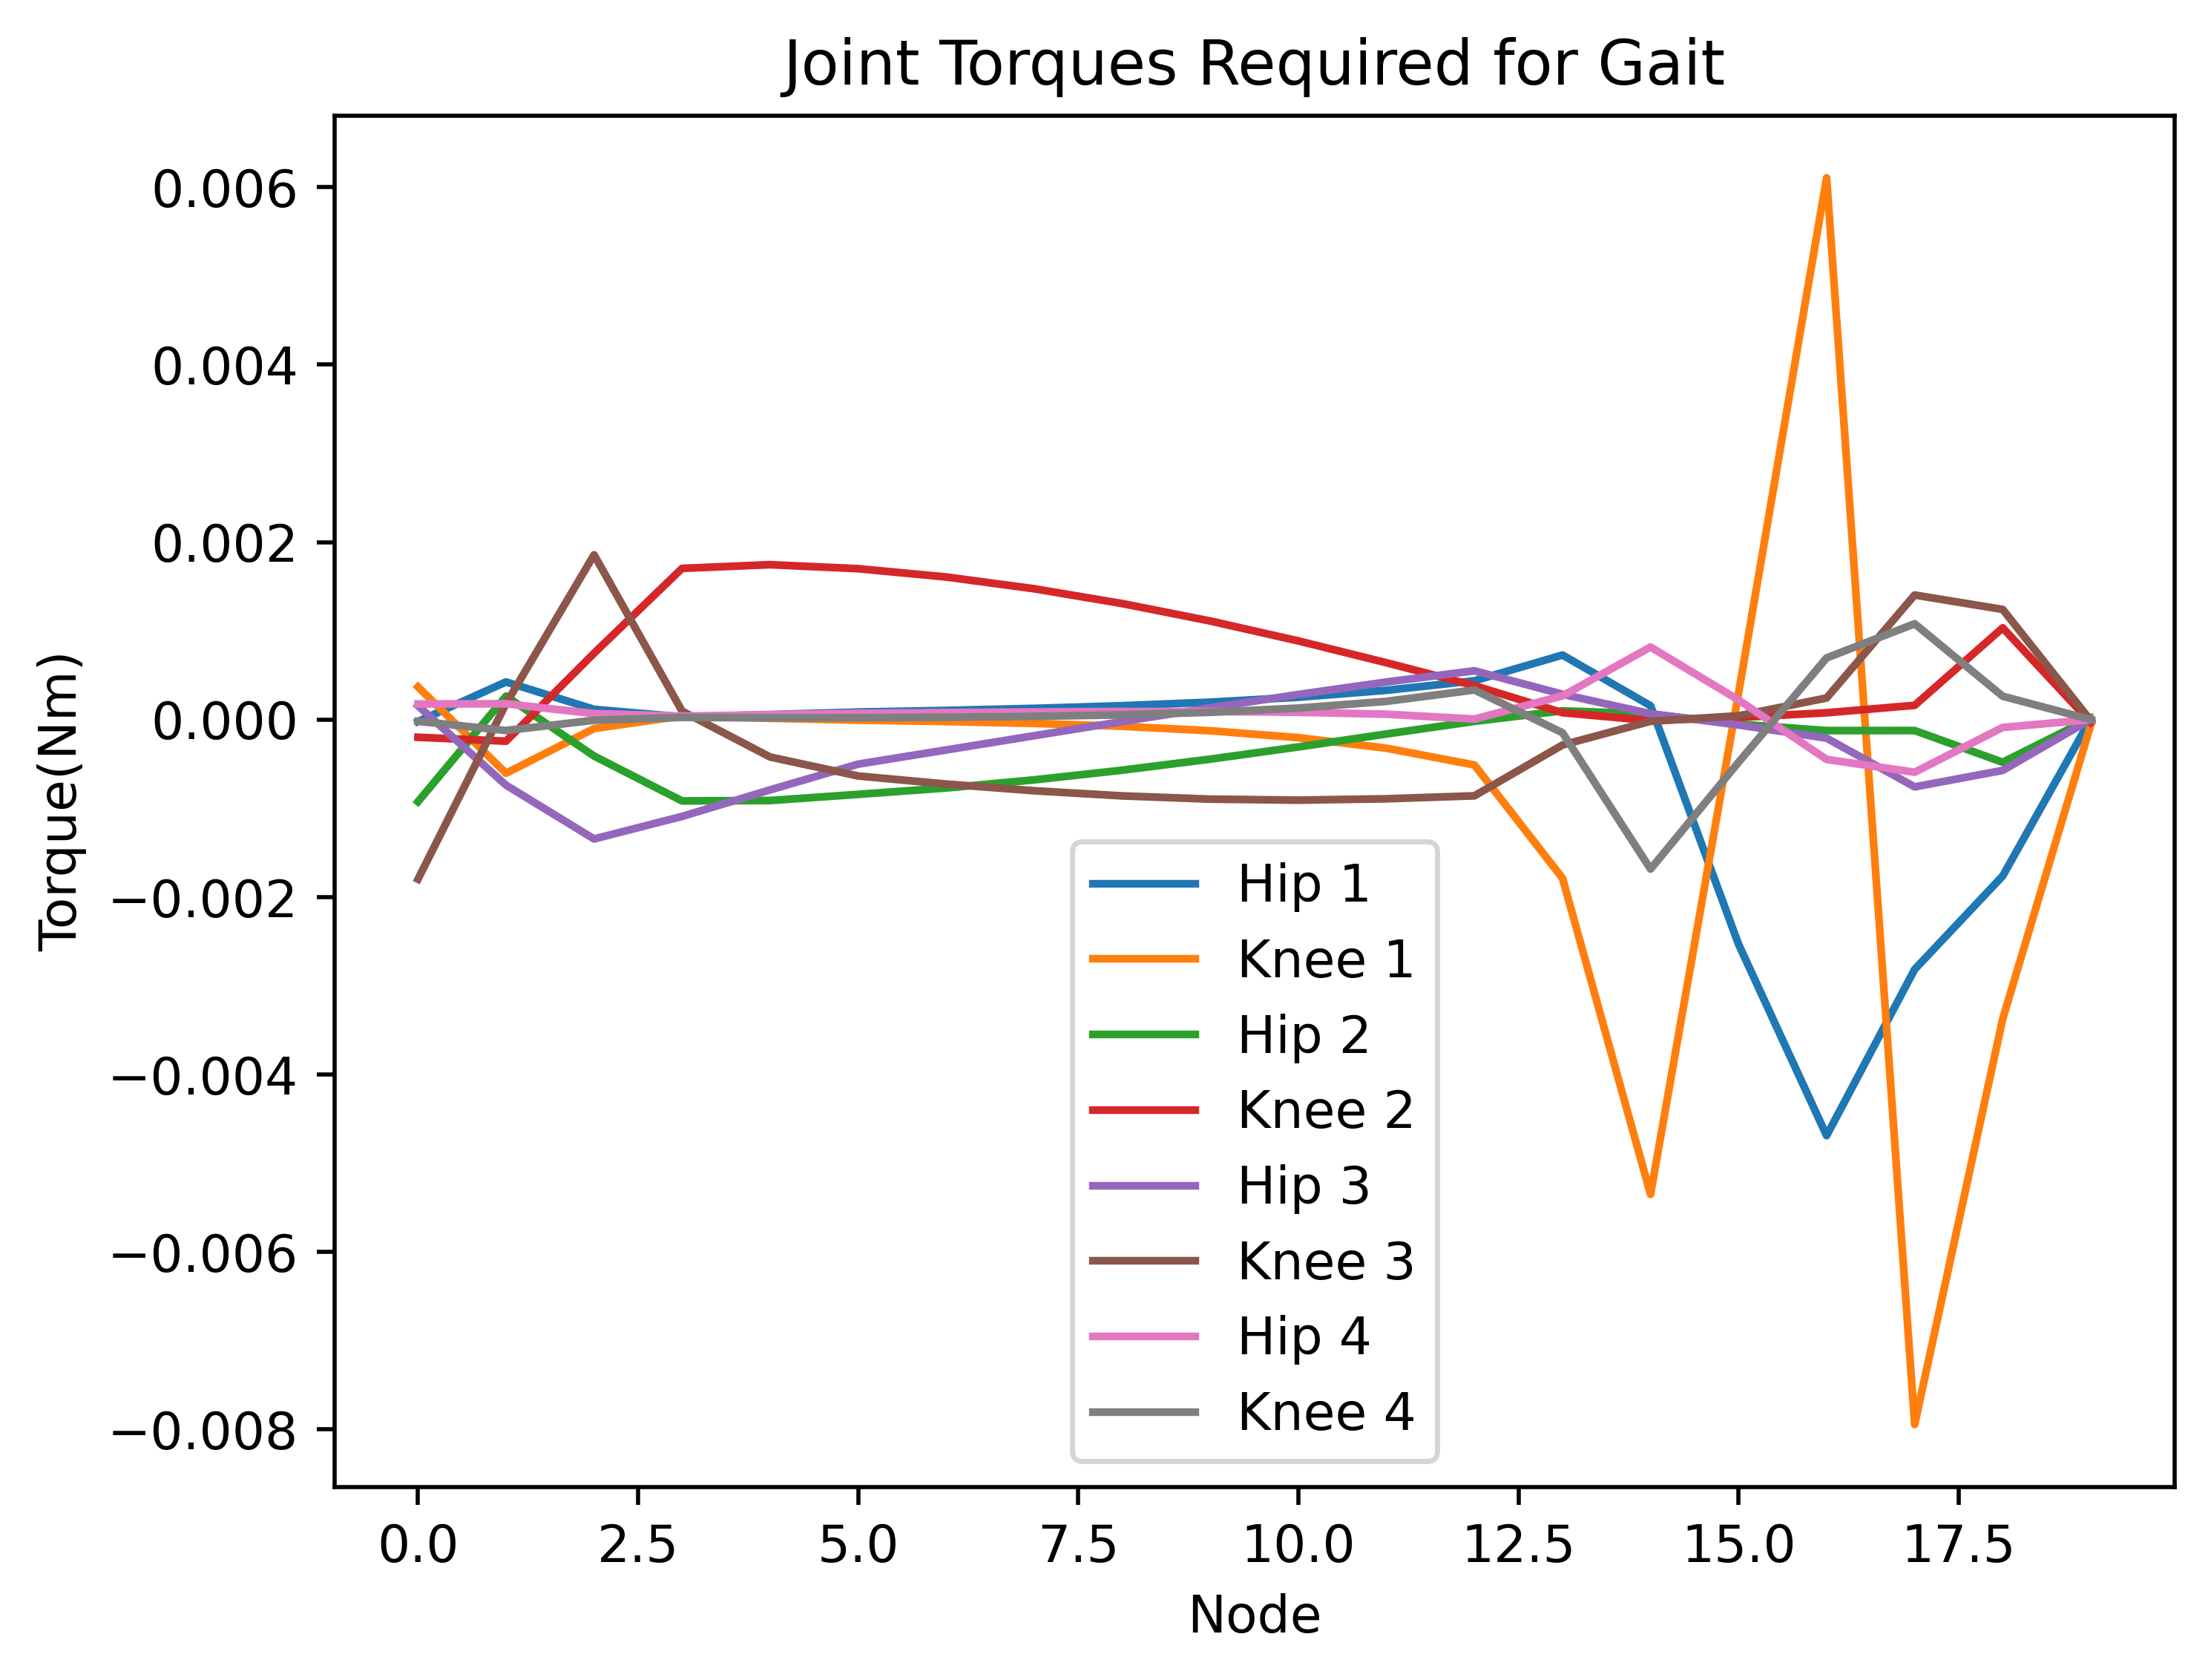 Joint Torques Required for Gait
0.006
0.004
0.002
0.000
−0.002
−0.004
−0.006
−0.008
Torque(Nm)
Hip 1
Knee 1
Hip 2
Knee 2
Hip 3
Knee 3
Hip 4
Knee 4
0.0 2.5 5.0 7.5 10.0 12.5 15.0 17.5
Node